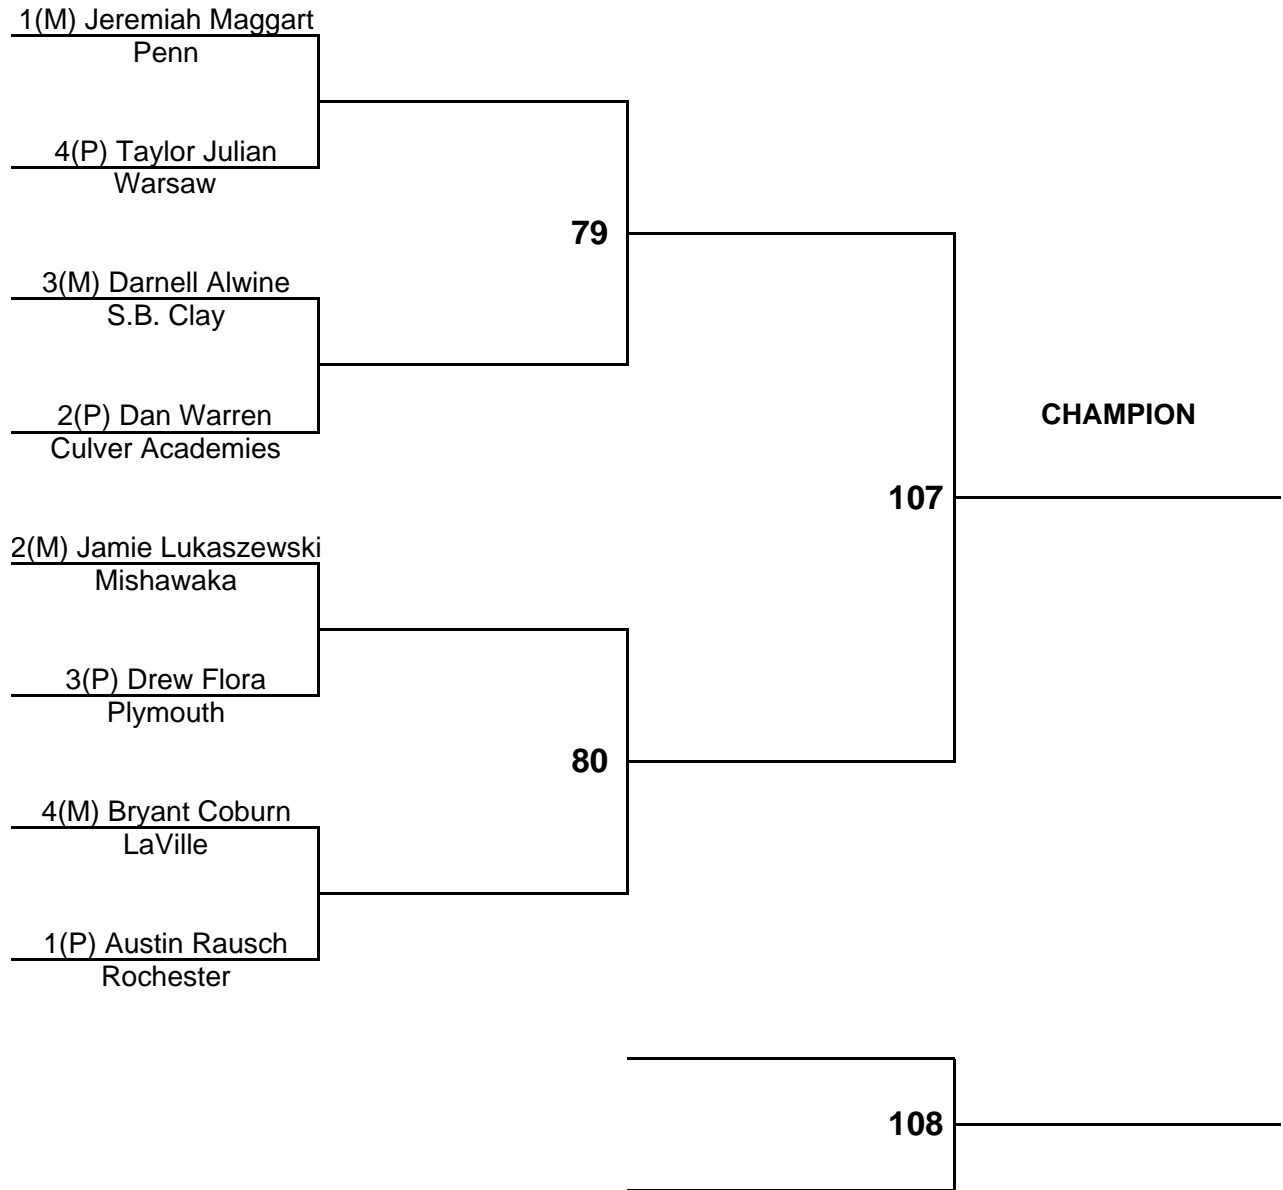 1(M) Jeremiah Maggart
Penn
4(P) Taylor Julian
Warsaw
79
3(M) Darnell Alwine
S.B. Clay
2(P) Dan Warren
Culver Academies
CHAMPION
107
2(M) Jamie Lukaszewski
Mishawaka
3(P) Drew Flora
Plymouth
80
4(M) Bryant Coburn
LaVille
1(P) Austin Rausch
Rochester
108